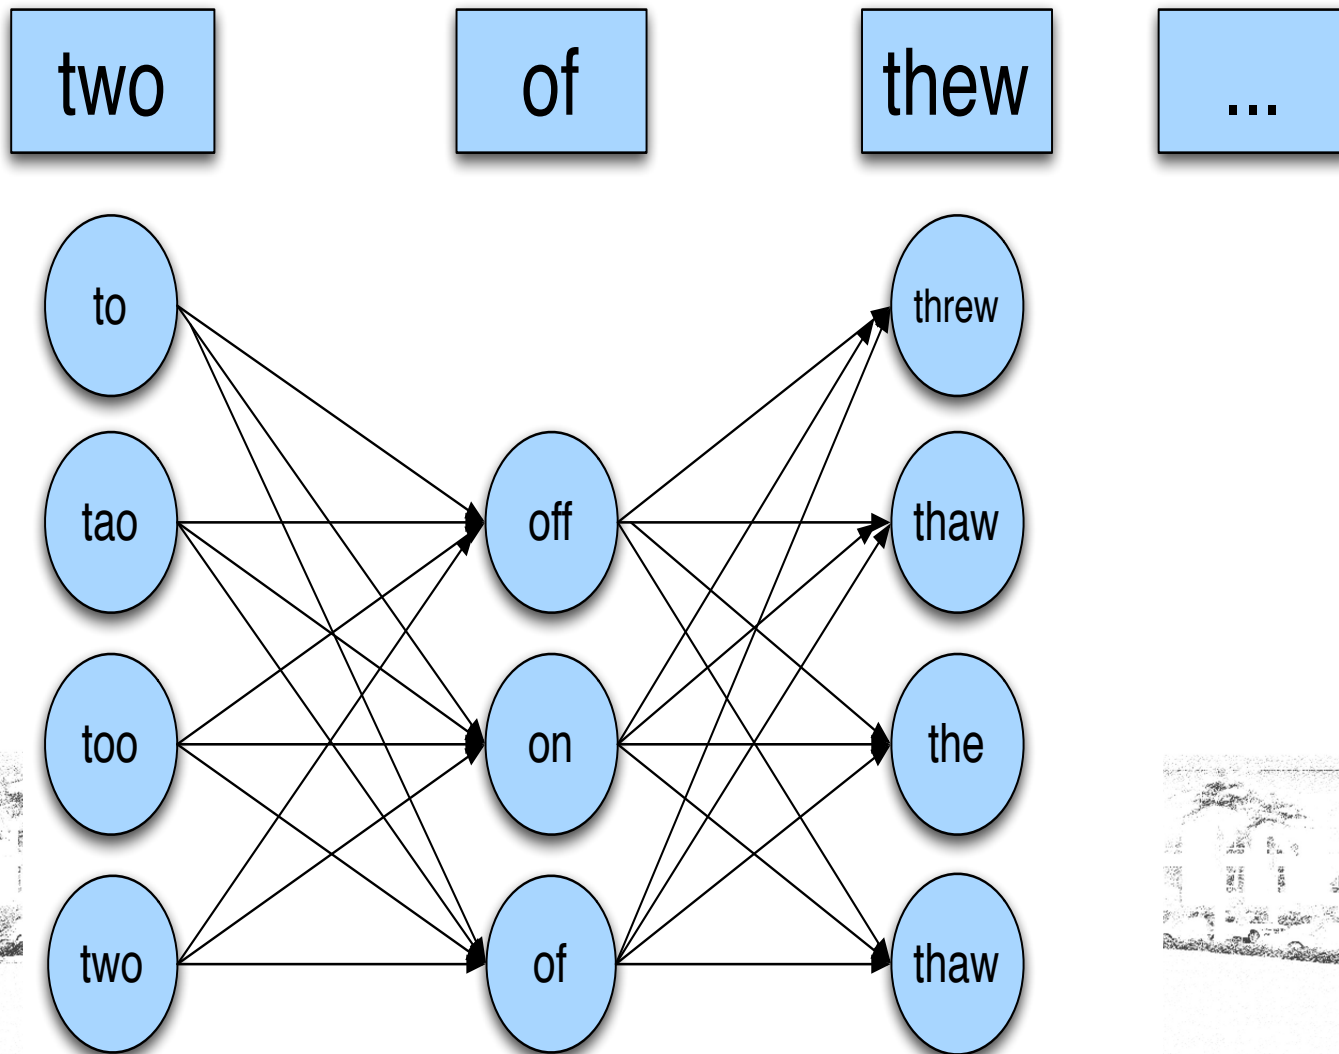 two of thew ...
to threw
tao off thaw
too on the
two of thaw